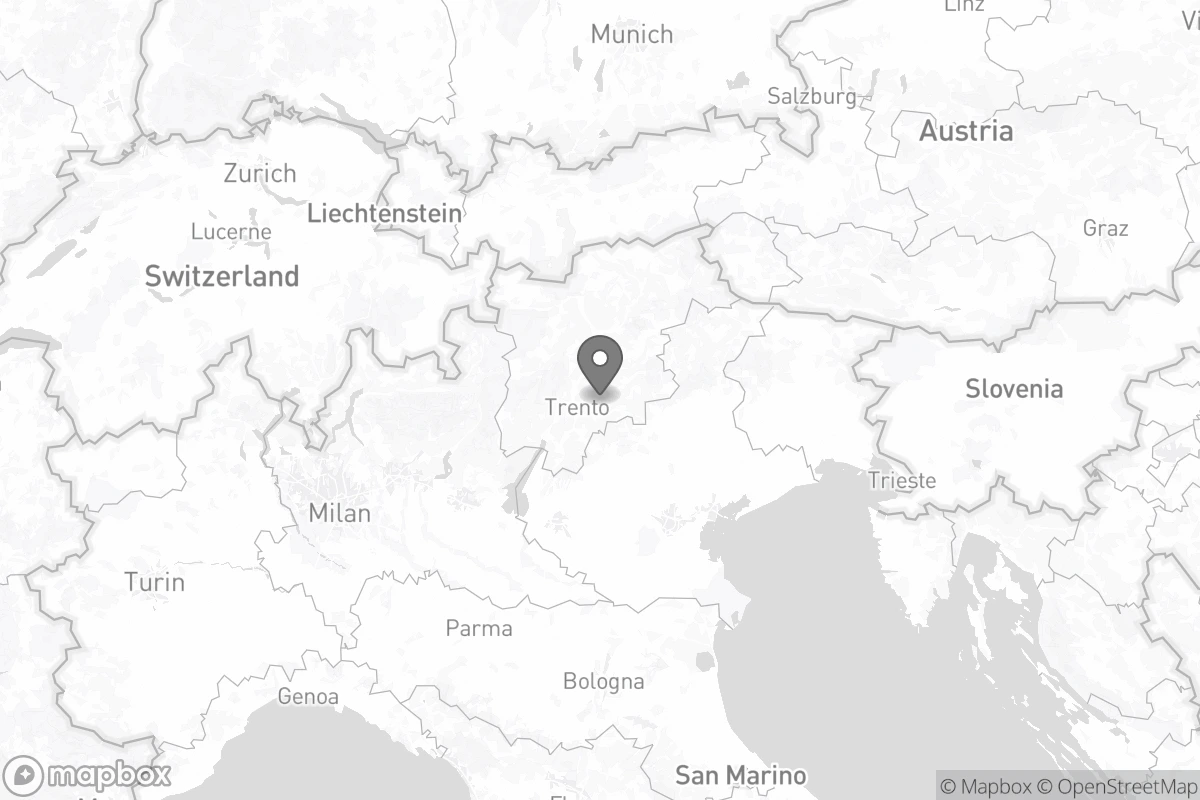 Linz
Vi
Munich
Salzburg
Austria
Zurich
Liechtenstein
Lucerne
Graz
Switzerland
Slovenia
Trento
Trieste
Milan
Turin
Parma
Bologna
Genoa
San Marino
mapbox
© Mapbox © OpenStreetMap